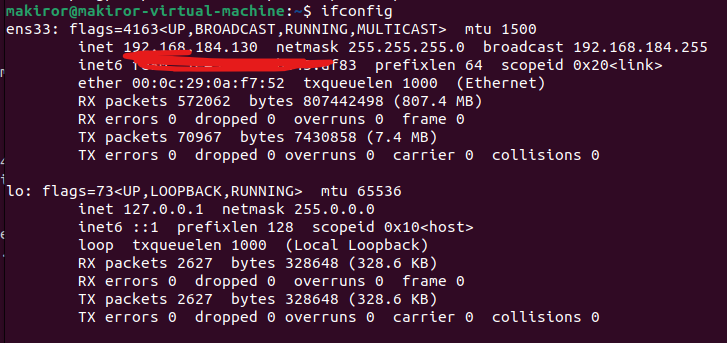 makiror@makiror-virtual-machine:~$ ifconfig
ens33: flags=4163<UP,BROADCAST,RUNNING,MULTICAST>  mtu 1500
        inet 192.168.184.130  netmask 255.255.255.0  broadcast 192.168.184.255
        inet6 f83  prefixlen 64  scopeid 0x20<link>
        ether 00:0c:29:0a:f7:52  txqueuelen 1000  (Ethernet)
        RX packets 572062  bytes 807442498 (807.4 MB)
        RX errors 0  dropped 0  overruns 0  frame 0
        TX packets 70967  bytes 7430858 (7.4 MB)
        TX errors 0  dropped 0 overruns 0  carrier 0  collisions 0
lo: flags=73<UP,LOOPBACK,RUNNING>  mtu 65536
        inet 127.0.0.1  netmask 255.0.0.0
        inet6 ::1  prefixlen 128  scopeid 0x10<host>
        loop  txqueuelen 1000  (Local Loopback)
        RX packets 2627  bytes 328648 (328.6 KB)
        RX errors 0  dropped 0  overruns 0  frame 0
        TX packets 2627  bytes 328648 (328.6 KB)
        TX errors 0  dropped 0 overruns 0  carrier 0  collisions 0